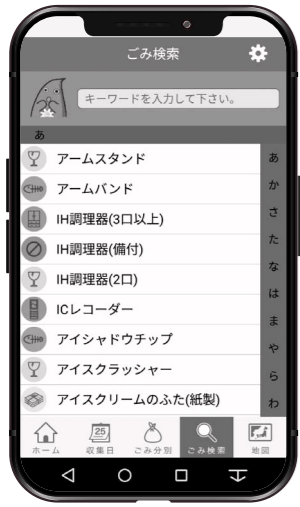 ごみ検索
キーワードを入力して下さい。
あ
アームスタンド
アームバンド
IH調理器(3口以上)
IH調理器(備付)
IH調理器(2口)
ICレコーダー
アイシャドウチップ
アイスクラッシャー
アイスクリームのふた(紙製)
あ
か
さ
た
な
は
ま
や
ら
わ
25
ホーム 収集日 ごみ分別 ごみ検索 地図